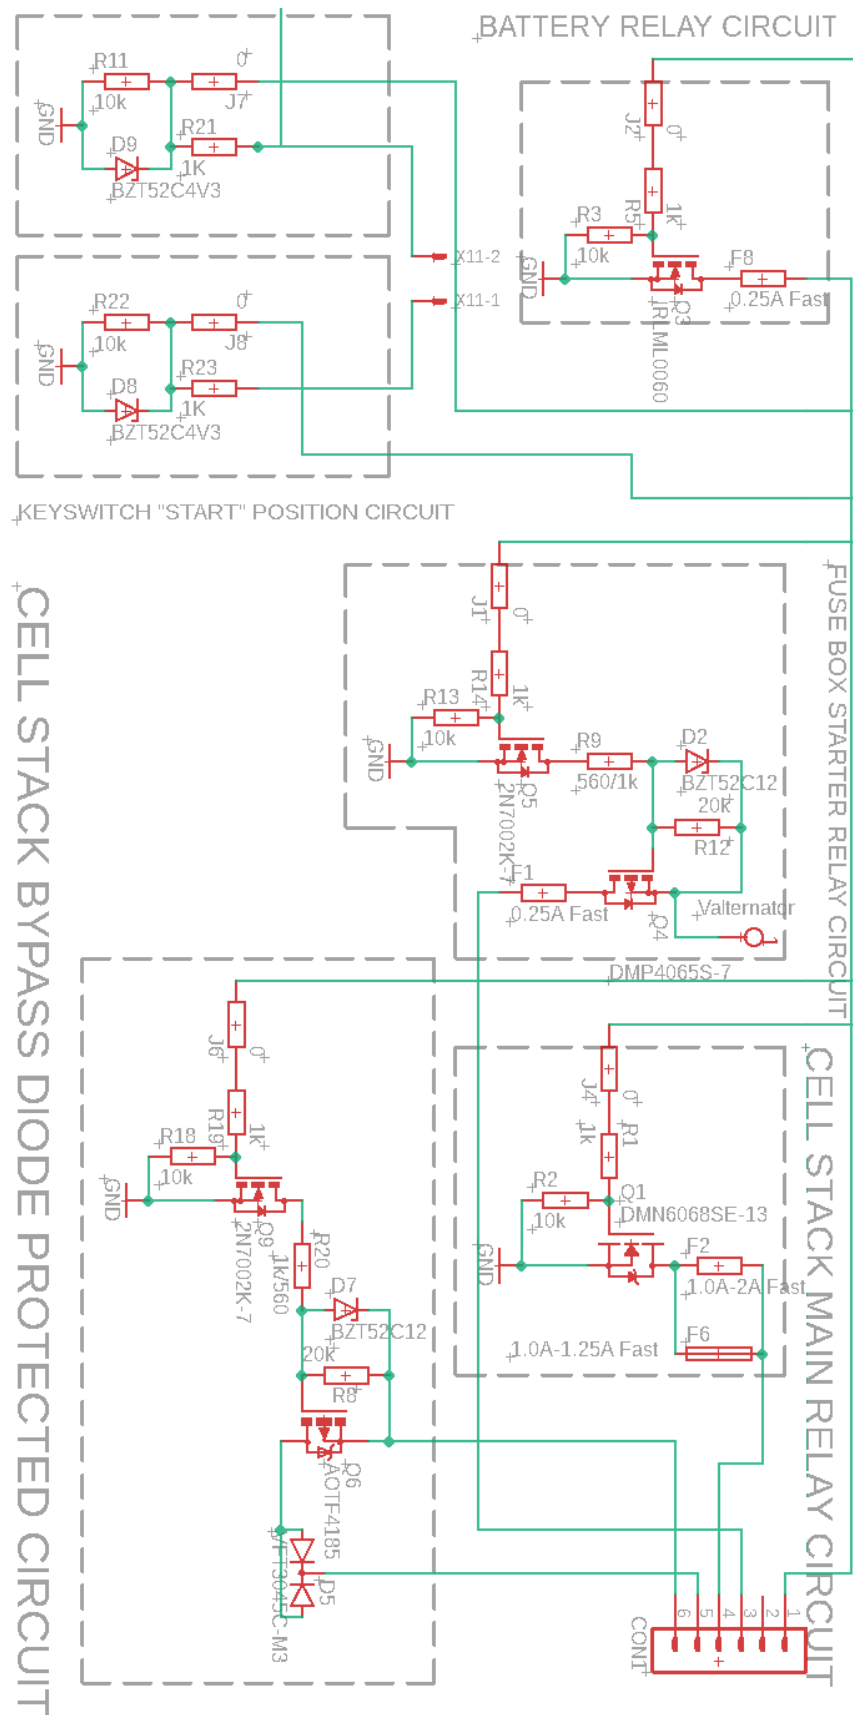 BATTERY RELAY CIRCUIT
R11
10k
0
J7
GND
D9
BZT52C4V3
R21
1K
X11-2
X11-1
R22
10k
0
J8
GND
D8
BZT52C4V3
R23
1K
J2
0
R5
1k
R3
10k
GND
Q3
IRLML0060
F8
0.25A Fast
KEYSWITCH "START" POSITION CIRCUIT
FUSE BOX STARTER RELAY CIRCUIT
J1
0
R14
1k
R13
10k
GND
Q5
2N7002K-7
R9
560/1k
D2
BZT52C12
20k
R12
F1
0.25A Fast
Q4
DMP4065S-7
Valternator
1
CELL STACK BYPASS DIODE PROTECTED CIRCUIT
J6
0
R19
1k
R18
10k
GND
Q9
2N7002K-7
R20
1k/560
D7
BZT52C12
20k
R8
Q6
AOTF4185
D5
VFT3045C-M3
CELL STACK MAIN RELAY CIRCUIT
J4
0
R1
1k
R2
10k
GND
Q1
DMN6068SE-13
F2
1.0A-2A Fast
F6
1.0A-1.25A Fast
CON1
6
5
4
3
2
1